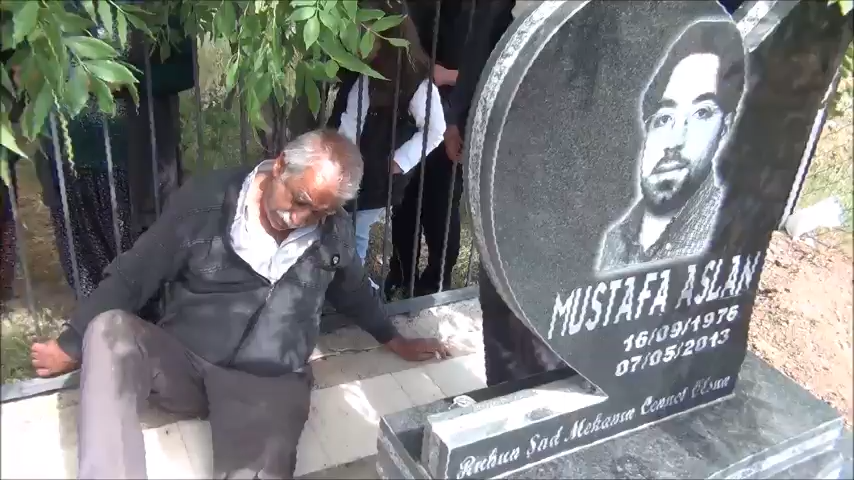 MUSTAFA ASLAN
16/09/1976
07/05/2013
Ruhun Şad Mekanın Cennet Olsun